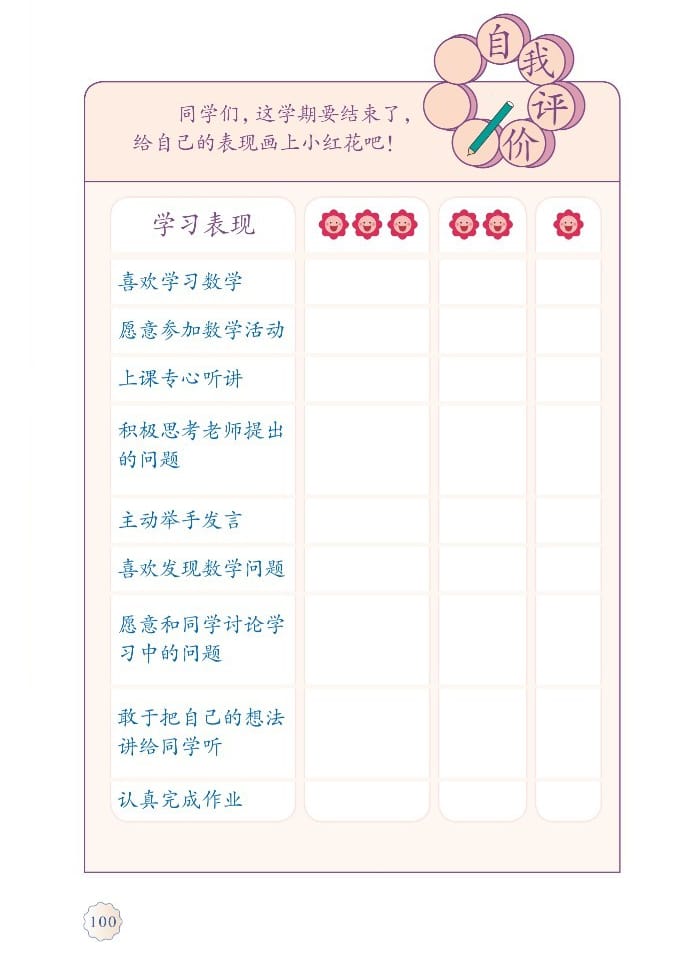 自我评价
同学们，这学期要结束了，
给自己的表现画上小红花吧！
学习表现
喜欢学习数学
愿意参加数学活动
上课专心听讲
积极思考老师提出
的问题
主动举手发言
喜欢发现数学问题
愿意和同学讨论学
习中的问题
敢于把自己的想法
讲给同学听
认真完成作业
100